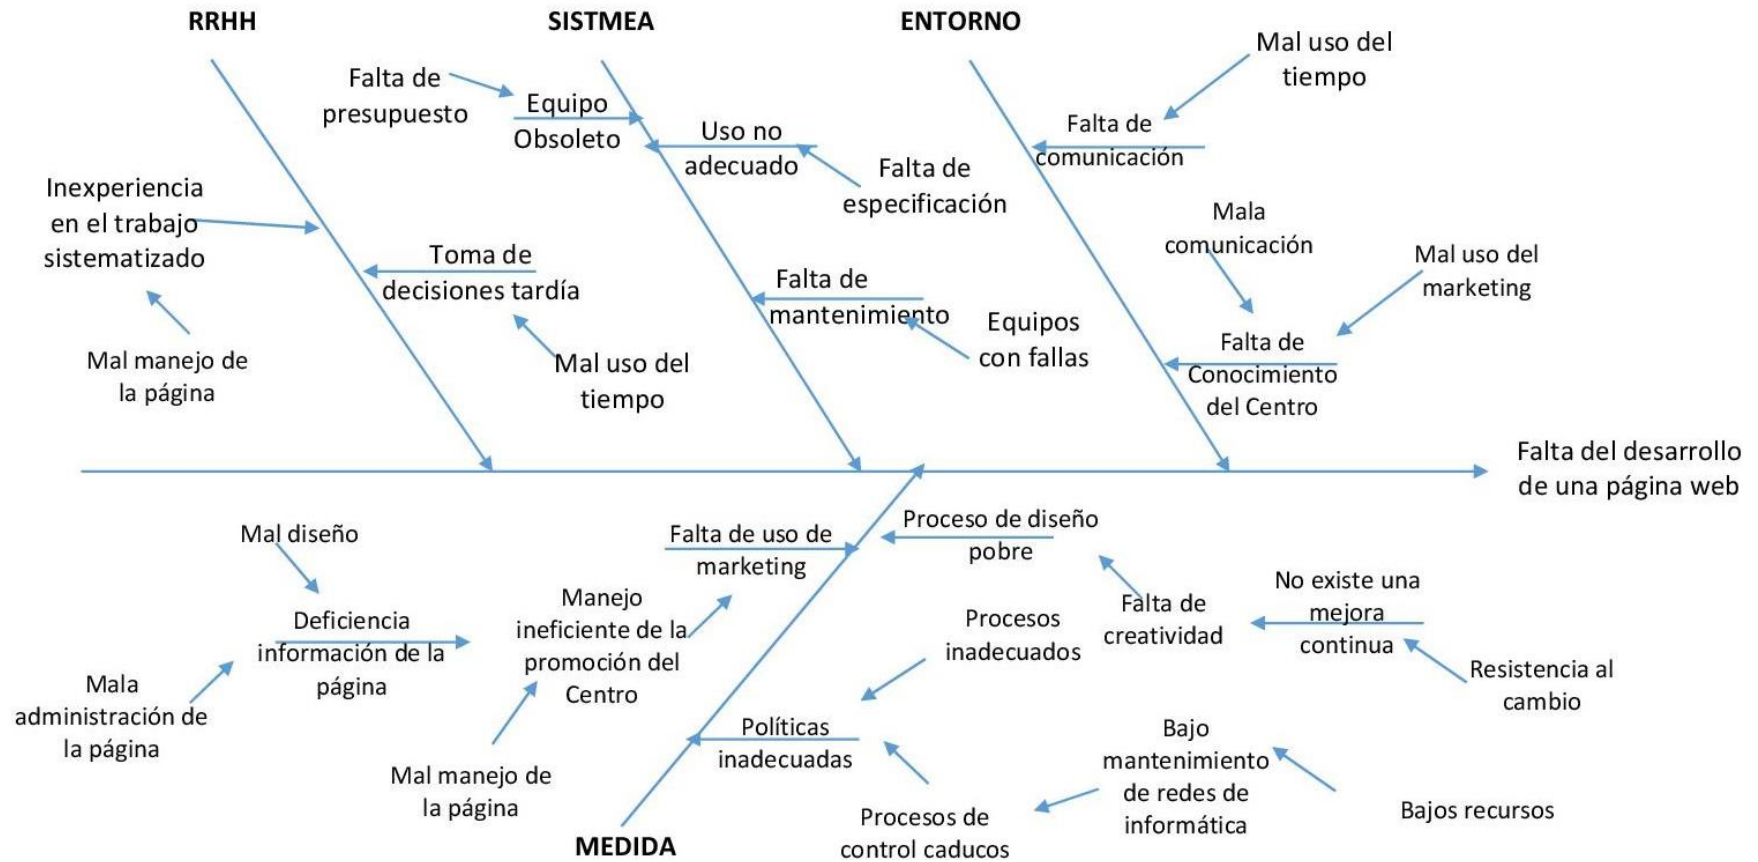 RRHH
SISTMEA
ENTORNO
Falta de
presupuesto
Equipo
Obsoleto
Uso no
adecuado
Falta de
especificación
Mal uso del
tiempo
Falta de
comunicación
Inexperiencia
en el trabajo
sistematizado
Mal manejo de
la página
Toma de
decisiones tardía
Mal uso del
tiempo
Falta de
mantenimiento
Equipos
con fallas
Mala
comunicación
Mal uso del
marketing
Falta de
Conocimiento
del Centro
Falta del desarrollo
de una página web
Mal diseño
Deficiencia
información de la
página
Mala
administración de
la página
Falta de uso de
marketing
Manejo
ineficiente de la
promoción del
Centro
Mal manejo de
la página
Proceso de diseño
pobre
Falta de
creatividad
No existe una
mejora
continua
Resistencia al
cambio
Procesos
inadecuados
Políticas
inadecuadas
Procesos de
control caducos
Bajo
mantenimiento
de redes de
informática
Bajos recursos
MEDIDA